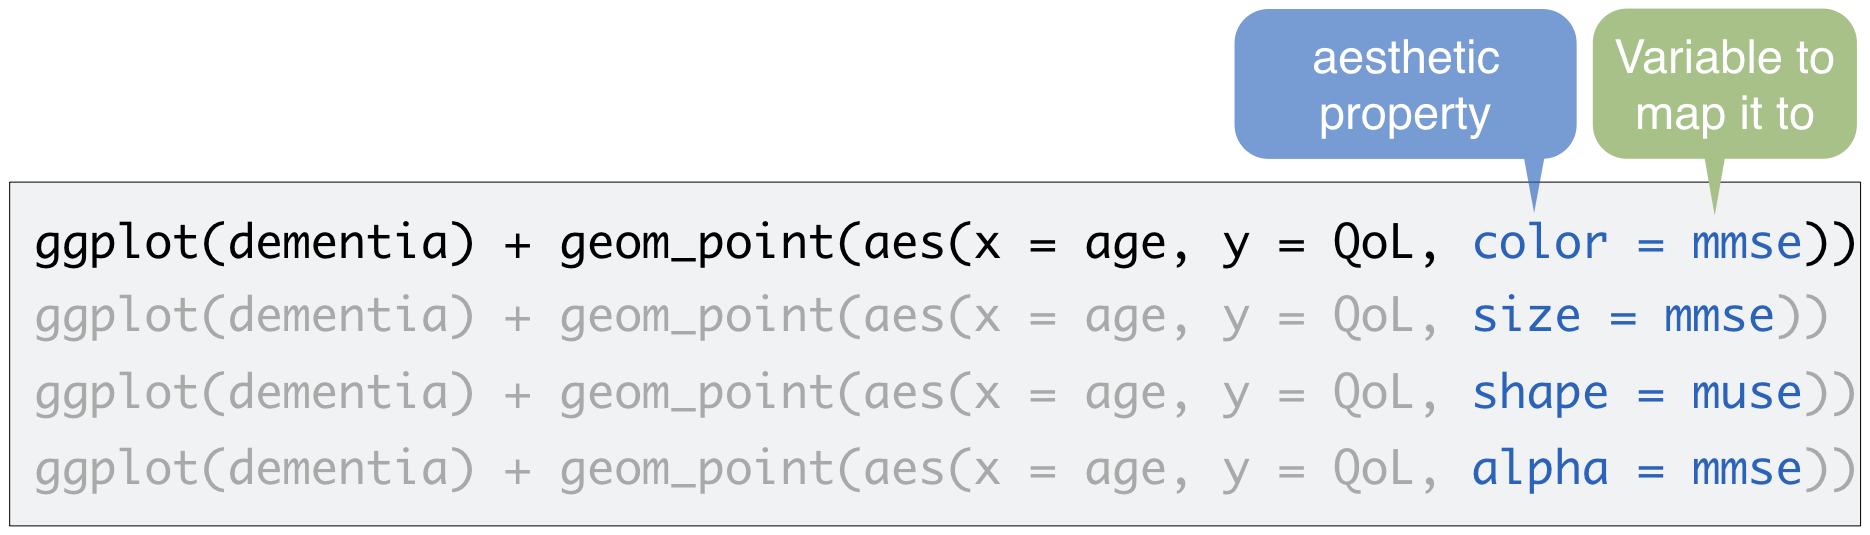 aesthetic
property
Variable to
map it to
ggplot(dementia) + geom_point(aes(x = age, y = QoL, color = mmse))
ggplot(dementia) + geom_point(aes(x = age, y = QoL, size = mmse))
ggplot(dementia) + geom_point(aes(x = age, y = QoL, shape = muse))
ggplot(dementia) + geom_point(aes(x = age, y = QoL, alpha = mmse))